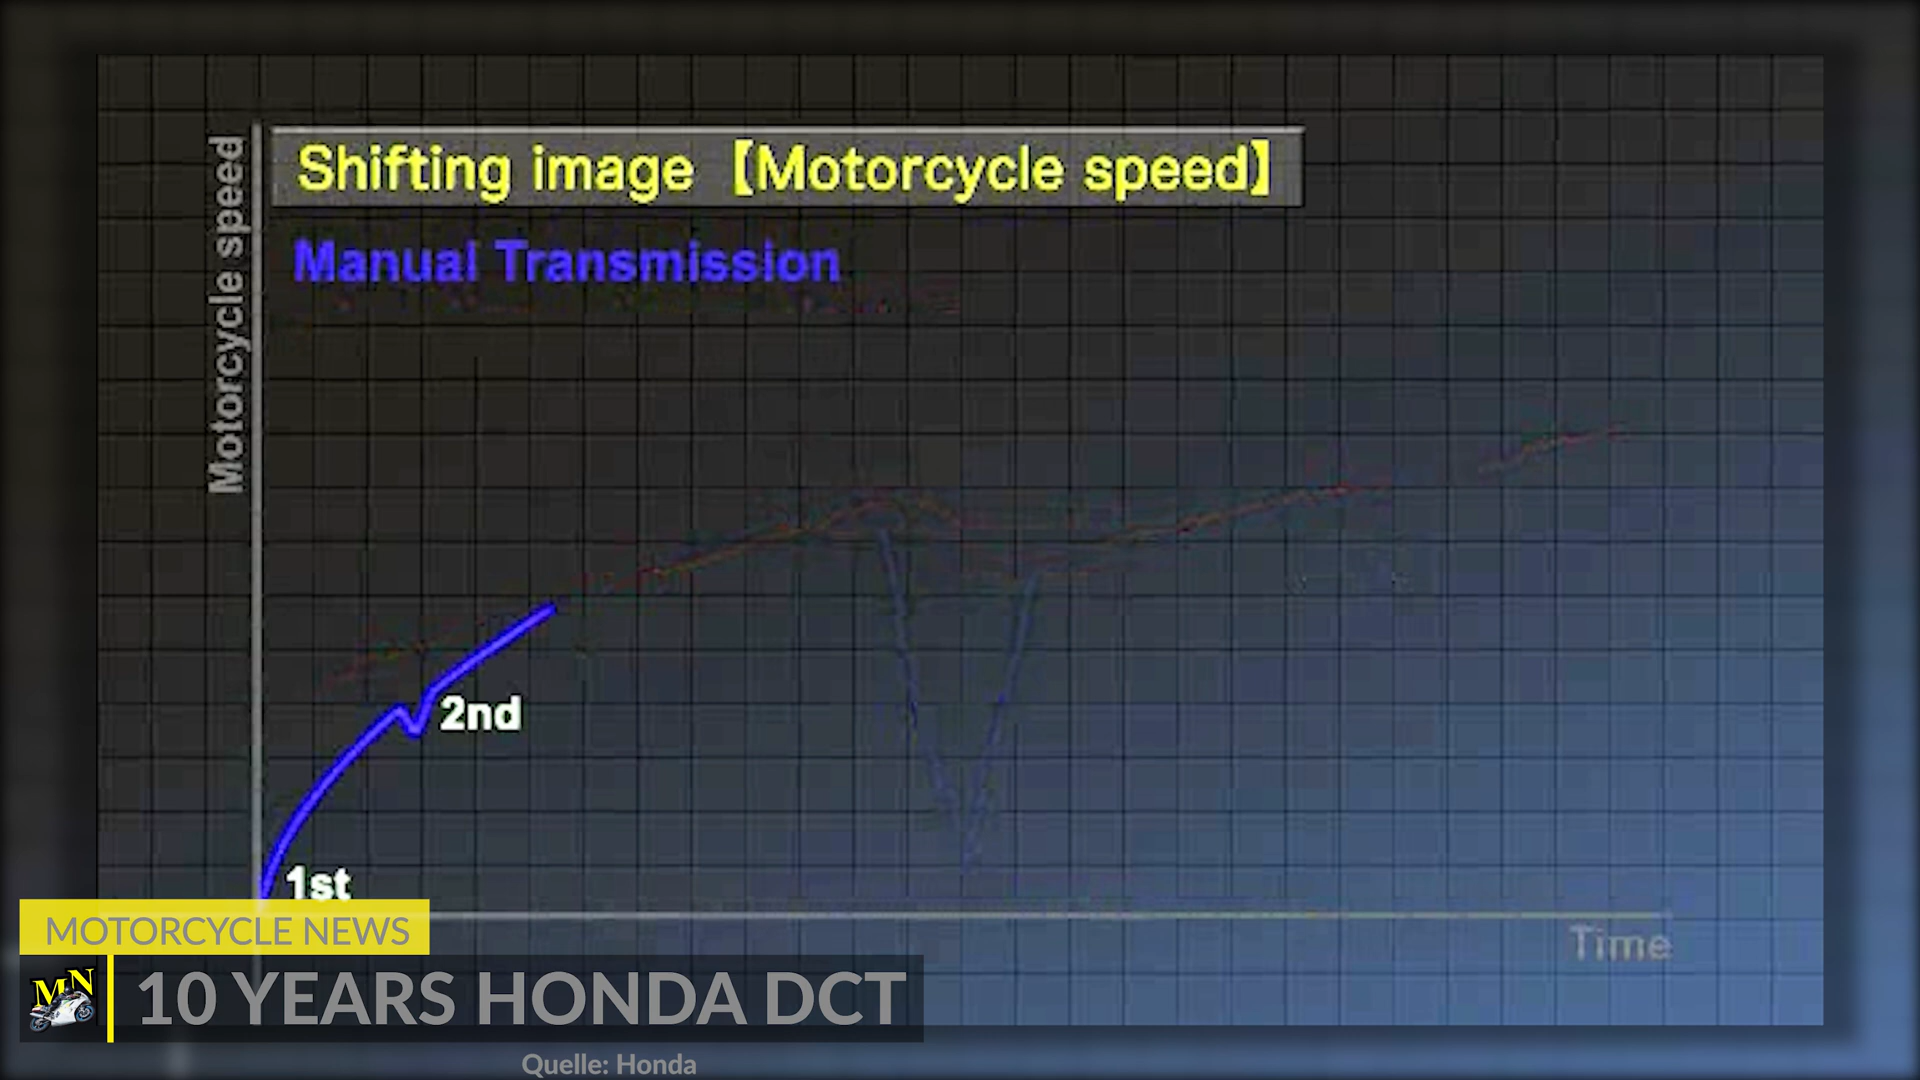 Motorcycle speed
Shifting image【Motorcycle speed】
Manual Transmission
2nd
1st
Time
MOTORCYCLE NEWS
MN
10 YEARS HONDA DCT
Quelle: Honda